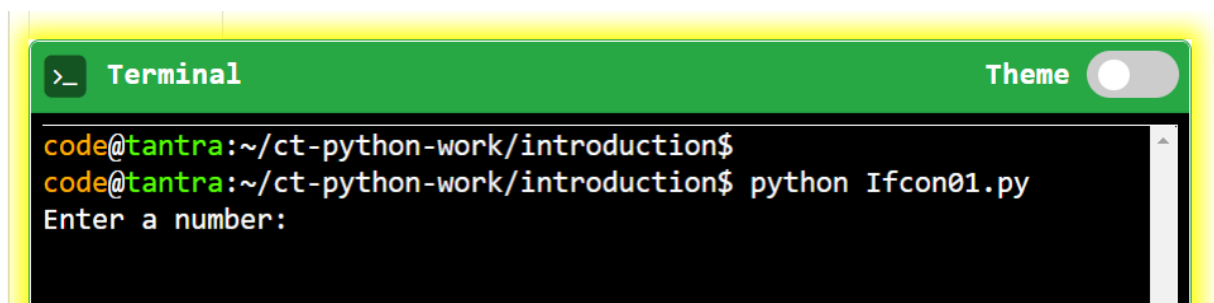 >_ Terminal Theme
code@tantra:~/ct-python-work/introduction$
code@tantra:~/ct-python-work/introduction$ python Ifcon01.py
Enter a number: